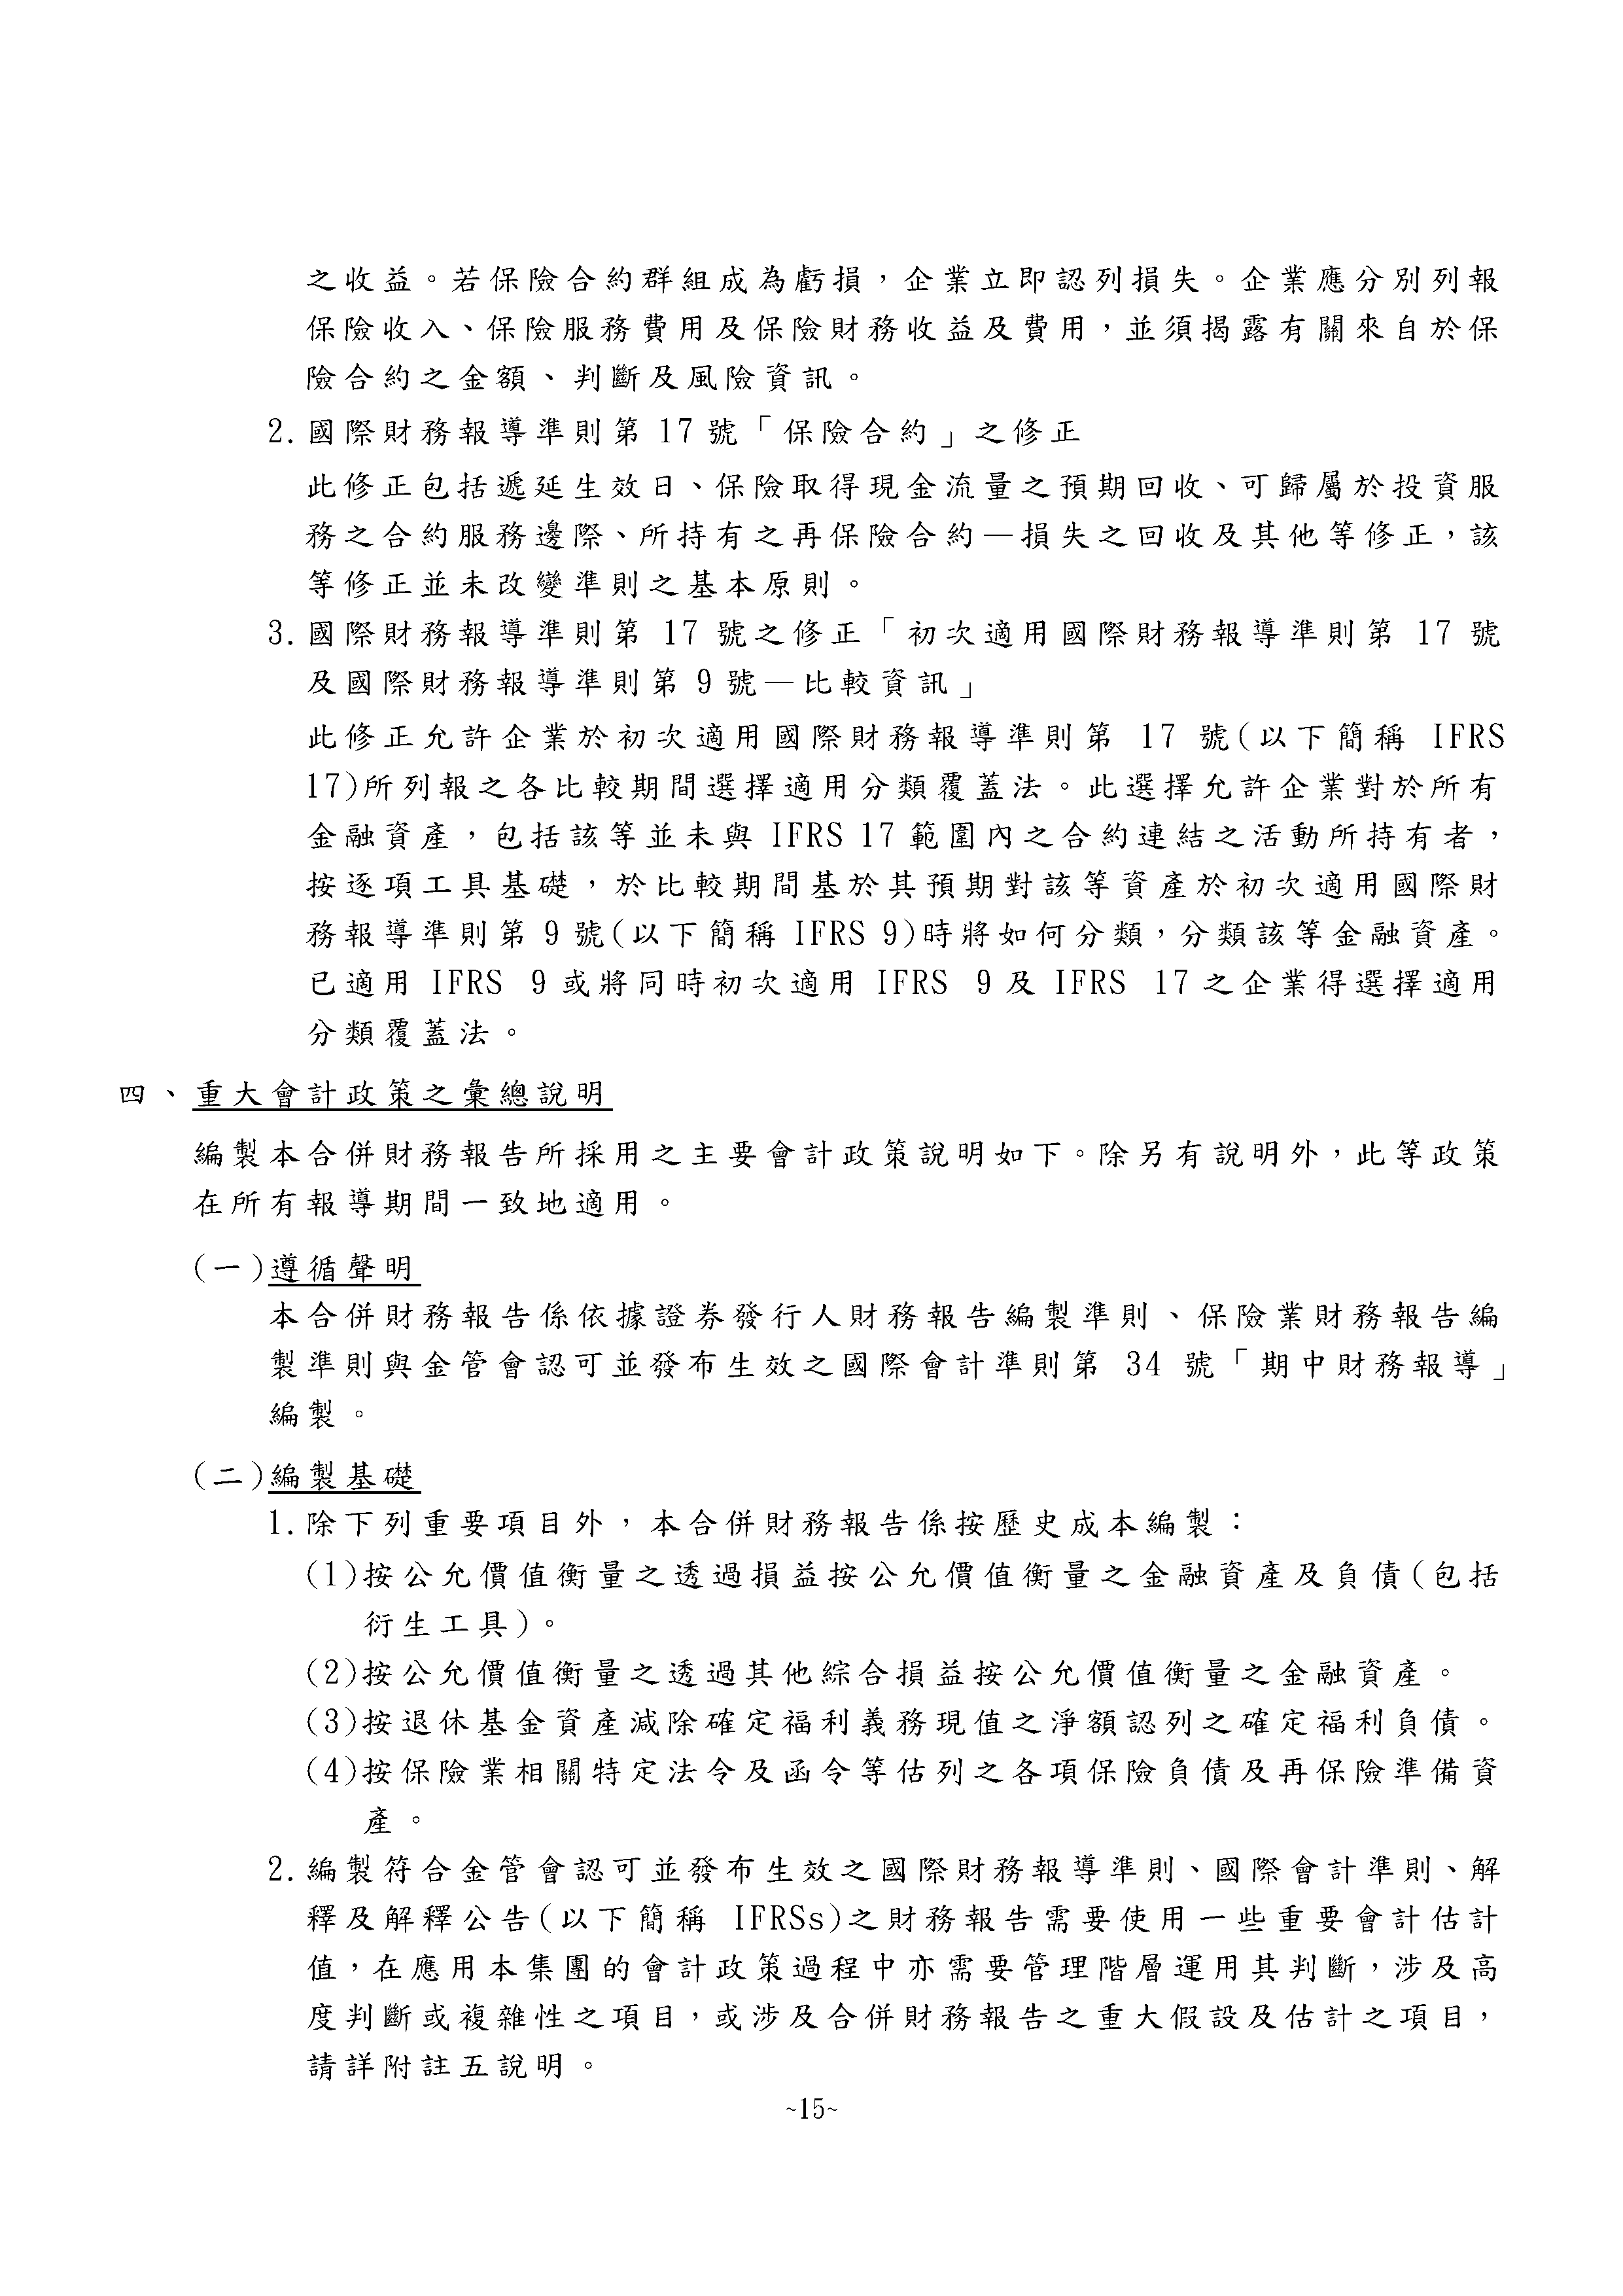 之收益。若保險合約群組成為虧損，企業立即認列損失。企業應分別列報
保險收入、保險服務費用及保險財務收益及費用，並須揭露有關來自於保
險合約之金額、判斷及風險資訊。
2.國際財務報導準則第 17 號「保險合約」之修正
此修正包括遞延生效日、保險取得現金流量之預期回收、可歸屬於投資服
務之合約服務邊際、所持有之再保險合約—損失之回收及其他等修正，該
等修正並未改變準則之基本原則。
3.國際財務報導準則第 17 號之修正「初次適用國際財務報導準則第 17 號
及國際財務報導準則第 9 號—比較資訊」
此修正允許企業於初次適用國際財務報導準則第 17 號(以下簡稱 IFRS
17)所列報之各比較期間選擇適用分類覆蓋法。此選擇允許企業對於所有
金融資產，包括該等並未與 IFRS 17 範圍內之合約連結之活動所持有者，
按逐項工具基礎，於比較期間基於其預期對該等資產於初次適用國際財
務報導準則第 9 號(以下簡稱 IFRS 9)時將如何分類，分類該等金融資產。
已適用 IFRS 9 或將同時初次適用 IFRS 9 及 IFRS 17 之企業得選擇適用
分類覆蓋法。
四、重大會計政策之彙總說明
編製本合併財務報告所採用之主要會計政策說明如下。除另有說明外，此等政策
在所有報導期間一致地適用。
(一)遵循聲明
本合併財務報告係依據證券發行人財務報告編製準則、保險業財務報告編
製準則與金管會認可並發布生效之國際會計準則第 34 號「期中財務報導」
編製。
(二)編製基礎
1.除下列重要項目外，本合併財務報告係按歷史成本編製：
(1)按公允價值衡量之透過損益按公允價值衡量之金融資產及負債(包括
衍生工具)。
(2)按公允價值衡量之透過其他綜合損益按公允價值衡量之金融資產。
(3)按退休基金資產減除確定福利義務現值之淨額認列之確定福利負債。
(4)按保險業相關特定法令及函令等估列之各項保險負債及再保險準備資
產。
2.編製符合金管會認可並發布生效之國際財務報導準則、國際會計準則、解
釋及解釋公告(以下簡稱 IFRSs)之財務報告需要使用一些重要會計估計
值，在應用本集團的會計政策過程中亦需要管理階層運用其判斷，涉及高
度判斷或複雜性之項目，或涉及合併財務報告之重大假設及估計之項目，
請詳附註五說明。
~15~